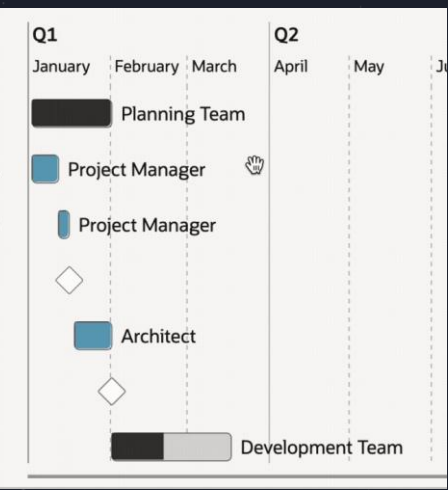 Q1 Q2
January February March April May
Planning Team
Project Manager
Project Manager
Architect
Development Team